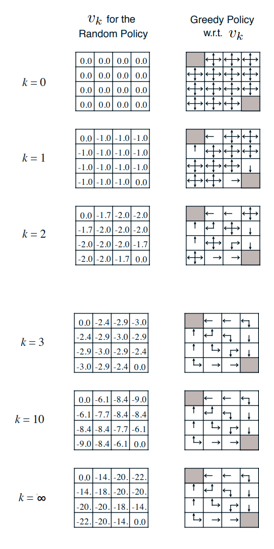 v_k for the Random Policy
Greedy Policy w.r.t. v_k
k = 0
0.0 0.0 0.0 0.0
0.0 0.0 0.0 0.0
0.0 0.0 0.0 0.0
0.0 0.0 0.0 0.0
k = 1
0.0 -1.0 -1.0 -1.0
-1.0 -1.0 -1.0 -1.0
-1.0 -1.0 -1.0 -1.0
-1.0 -1.0 -1.0 0.0
k = 2
0.0 -1.7 -2.0 -2.0
-1.7 -2.0 -2.0 -2.0
-2.0 -2.0 -2.0 -1.7
-2.0 -2.0 -1.7 0.0
k = 3
0.0 -2.4 -2.9 -3.0
-2.4 -2.9 -3.0 -2.9
-2.9 -3.0 -2.9 -2.4
-3.0 -2.9 -2.4 0.0
k = 10
0.0 -6.1 -8.4 -9.0
-6.1 -7.7 -8.4 -8.4
-8.4 -8.4 -7.7 -6.1
-9.0 -8.4 -6.1 0.0
k = ∞
0.0 -14. -20. -22.
-14. -18. -20. -20.
-20. -20. -18. -14.
-22. -20. -14. 0.0